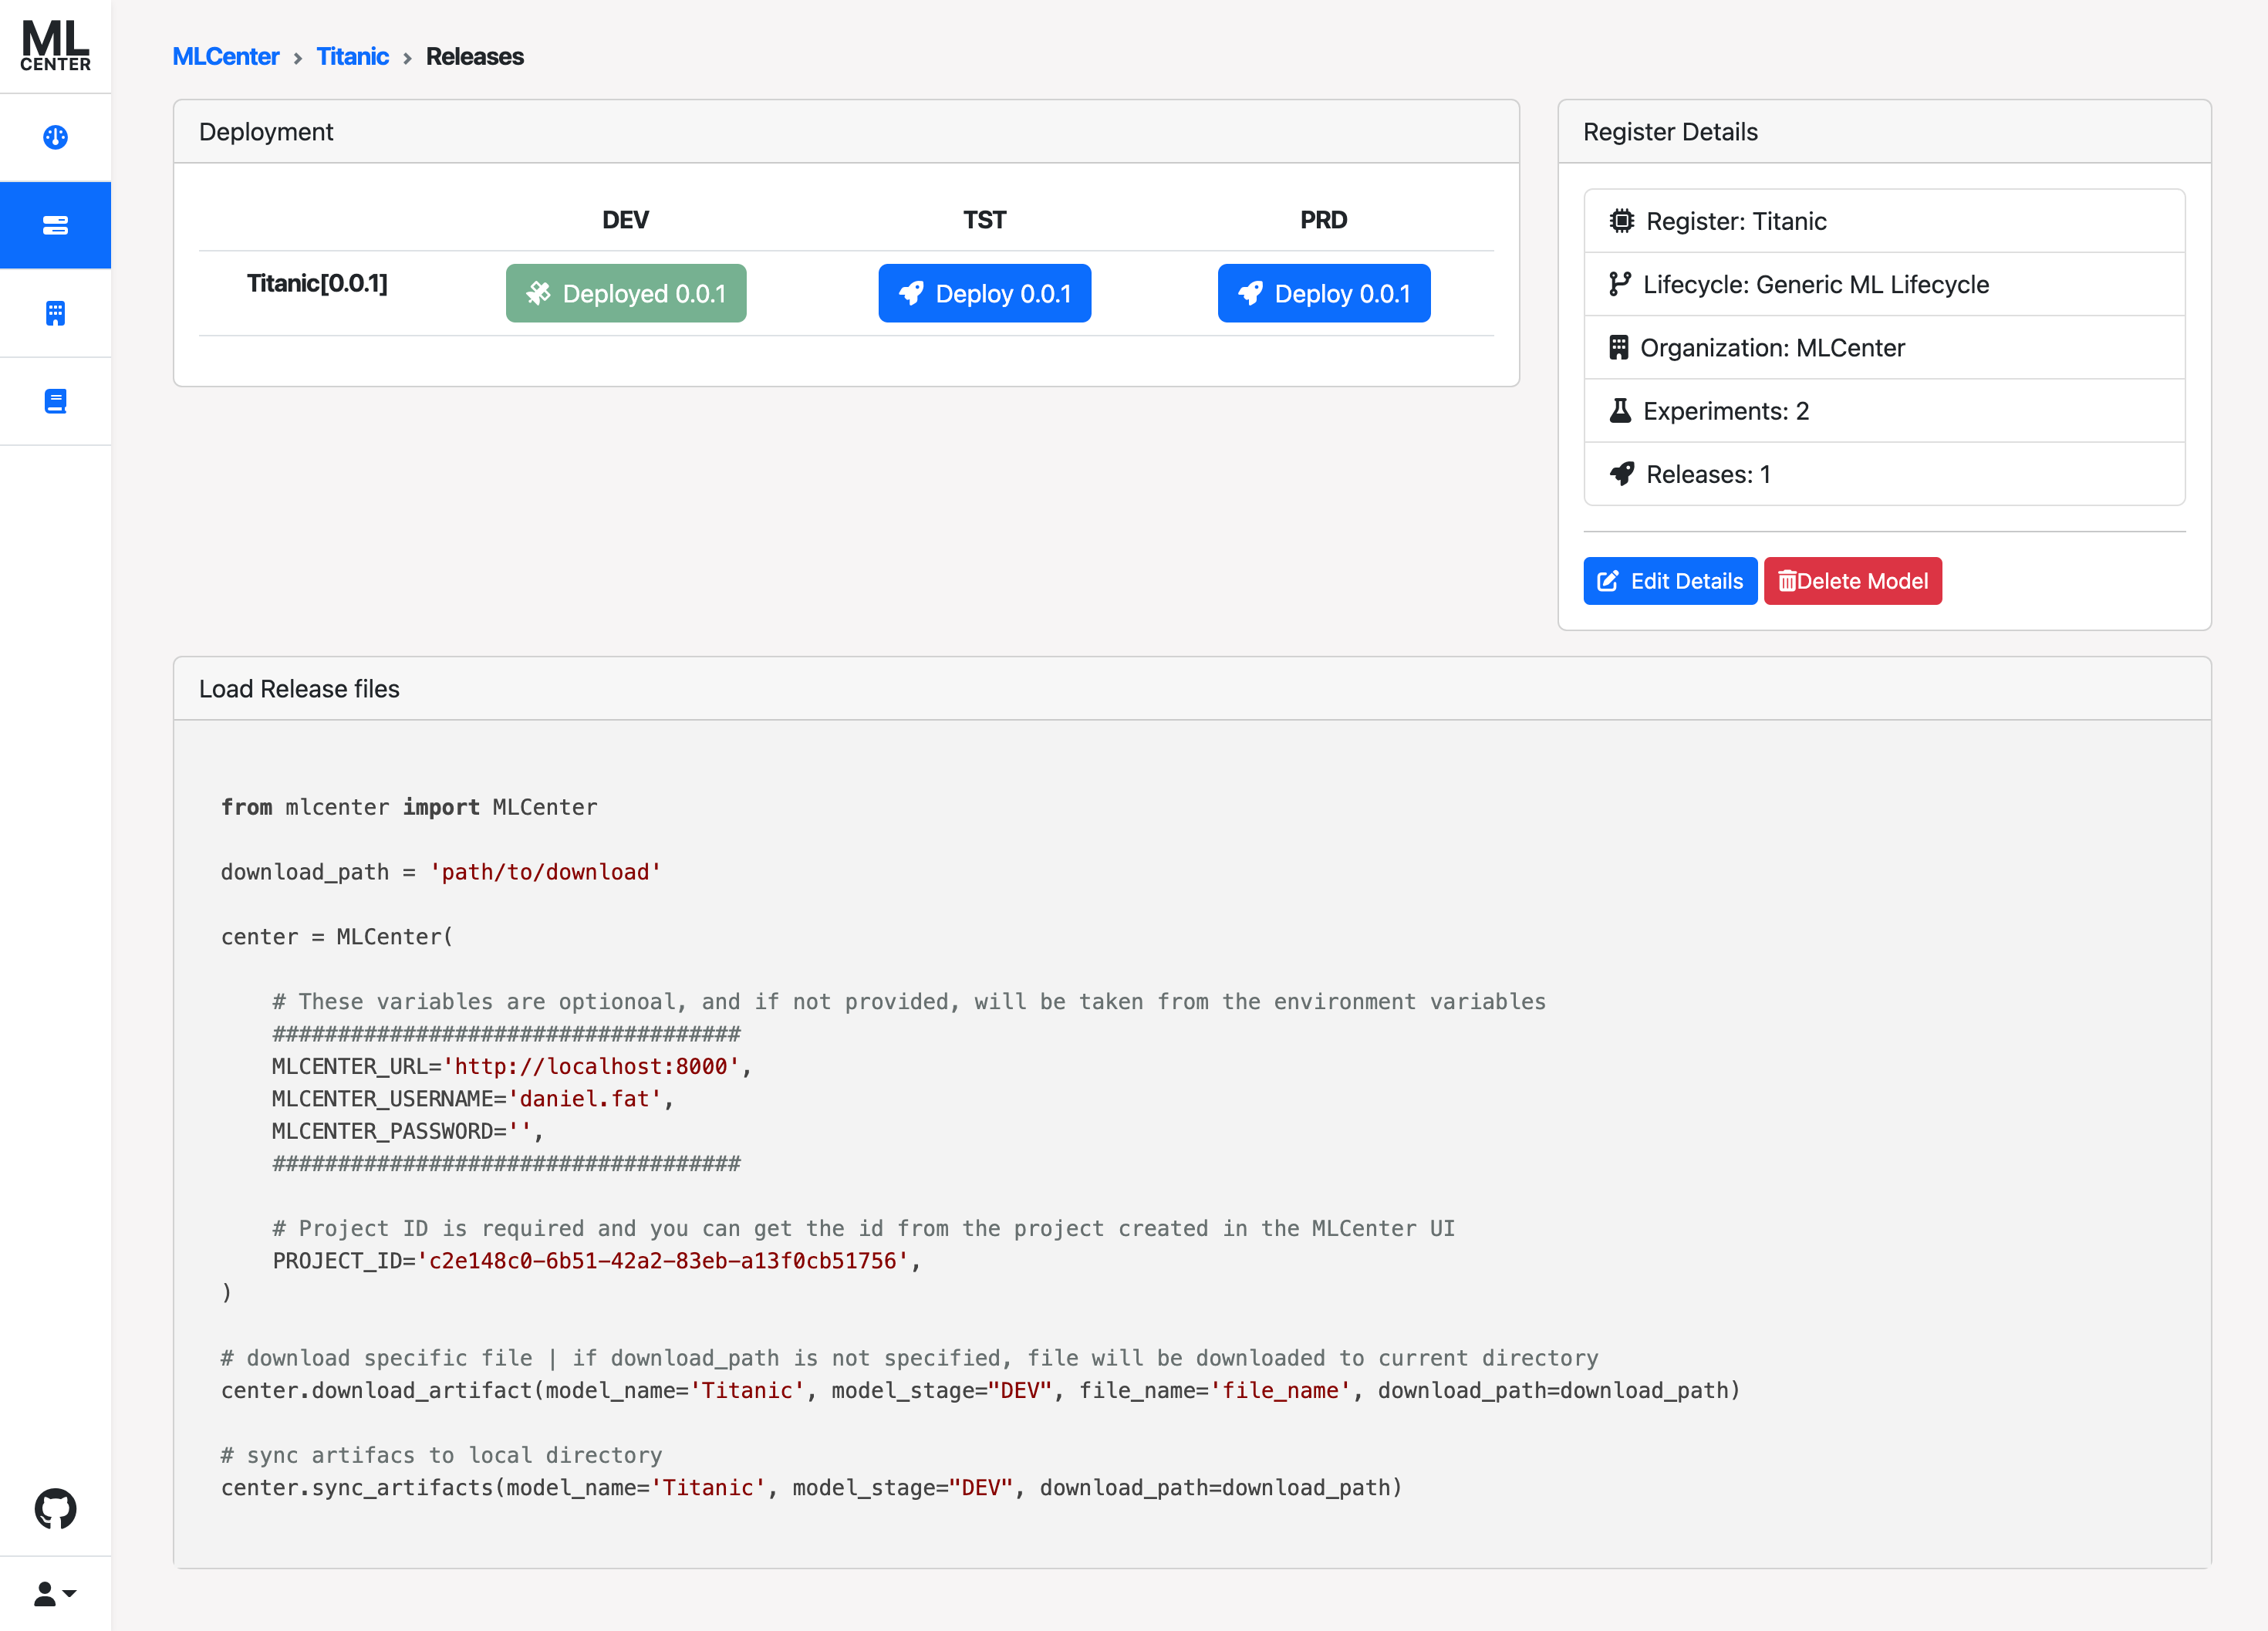 ML
CENTER
MLCenter › Titanic › Releases
Deployment
DEV TST PRD
Titanic[0.0.1] Deployed 0.0.1 Deploy 0.0.1 Deploy 0.0.1
Register Details
Register: Titanic
Lifecycle: Generic ML Lifecycle
Organization: MLCenter
Experiments: 2
Releases: 1
Edit Details Delete Model
Load Release files
from mlcenter import MLCenter
download_path = 'path/to/download'
center = MLCenter(
# These variables are optionoal, and if not provided, will be taken from the environment variables
####################################
MLCENTER_URL='http://localhost:8000',
MLCENTER_USERNAME='daniel.fat',
MLCENTER_PASSWORD='',
####################################
# Project ID is required and you can get the id from the project created in the MLCenter UI
PROJECT_ID='c2e148c0-6b51-42a2-83eb-a13f0cb51756',
)
# download specific file | if download_path is not specified, file will be downloaded to current directory
center.download_artifact(model_name='Titanic', model_stage="DEV", file_name='file_name', download_path=download_path)
# sync artifacs to local directory
center.sync_artifacts(model_name='Titanic', model_stage="DEV", download_path=download_path)